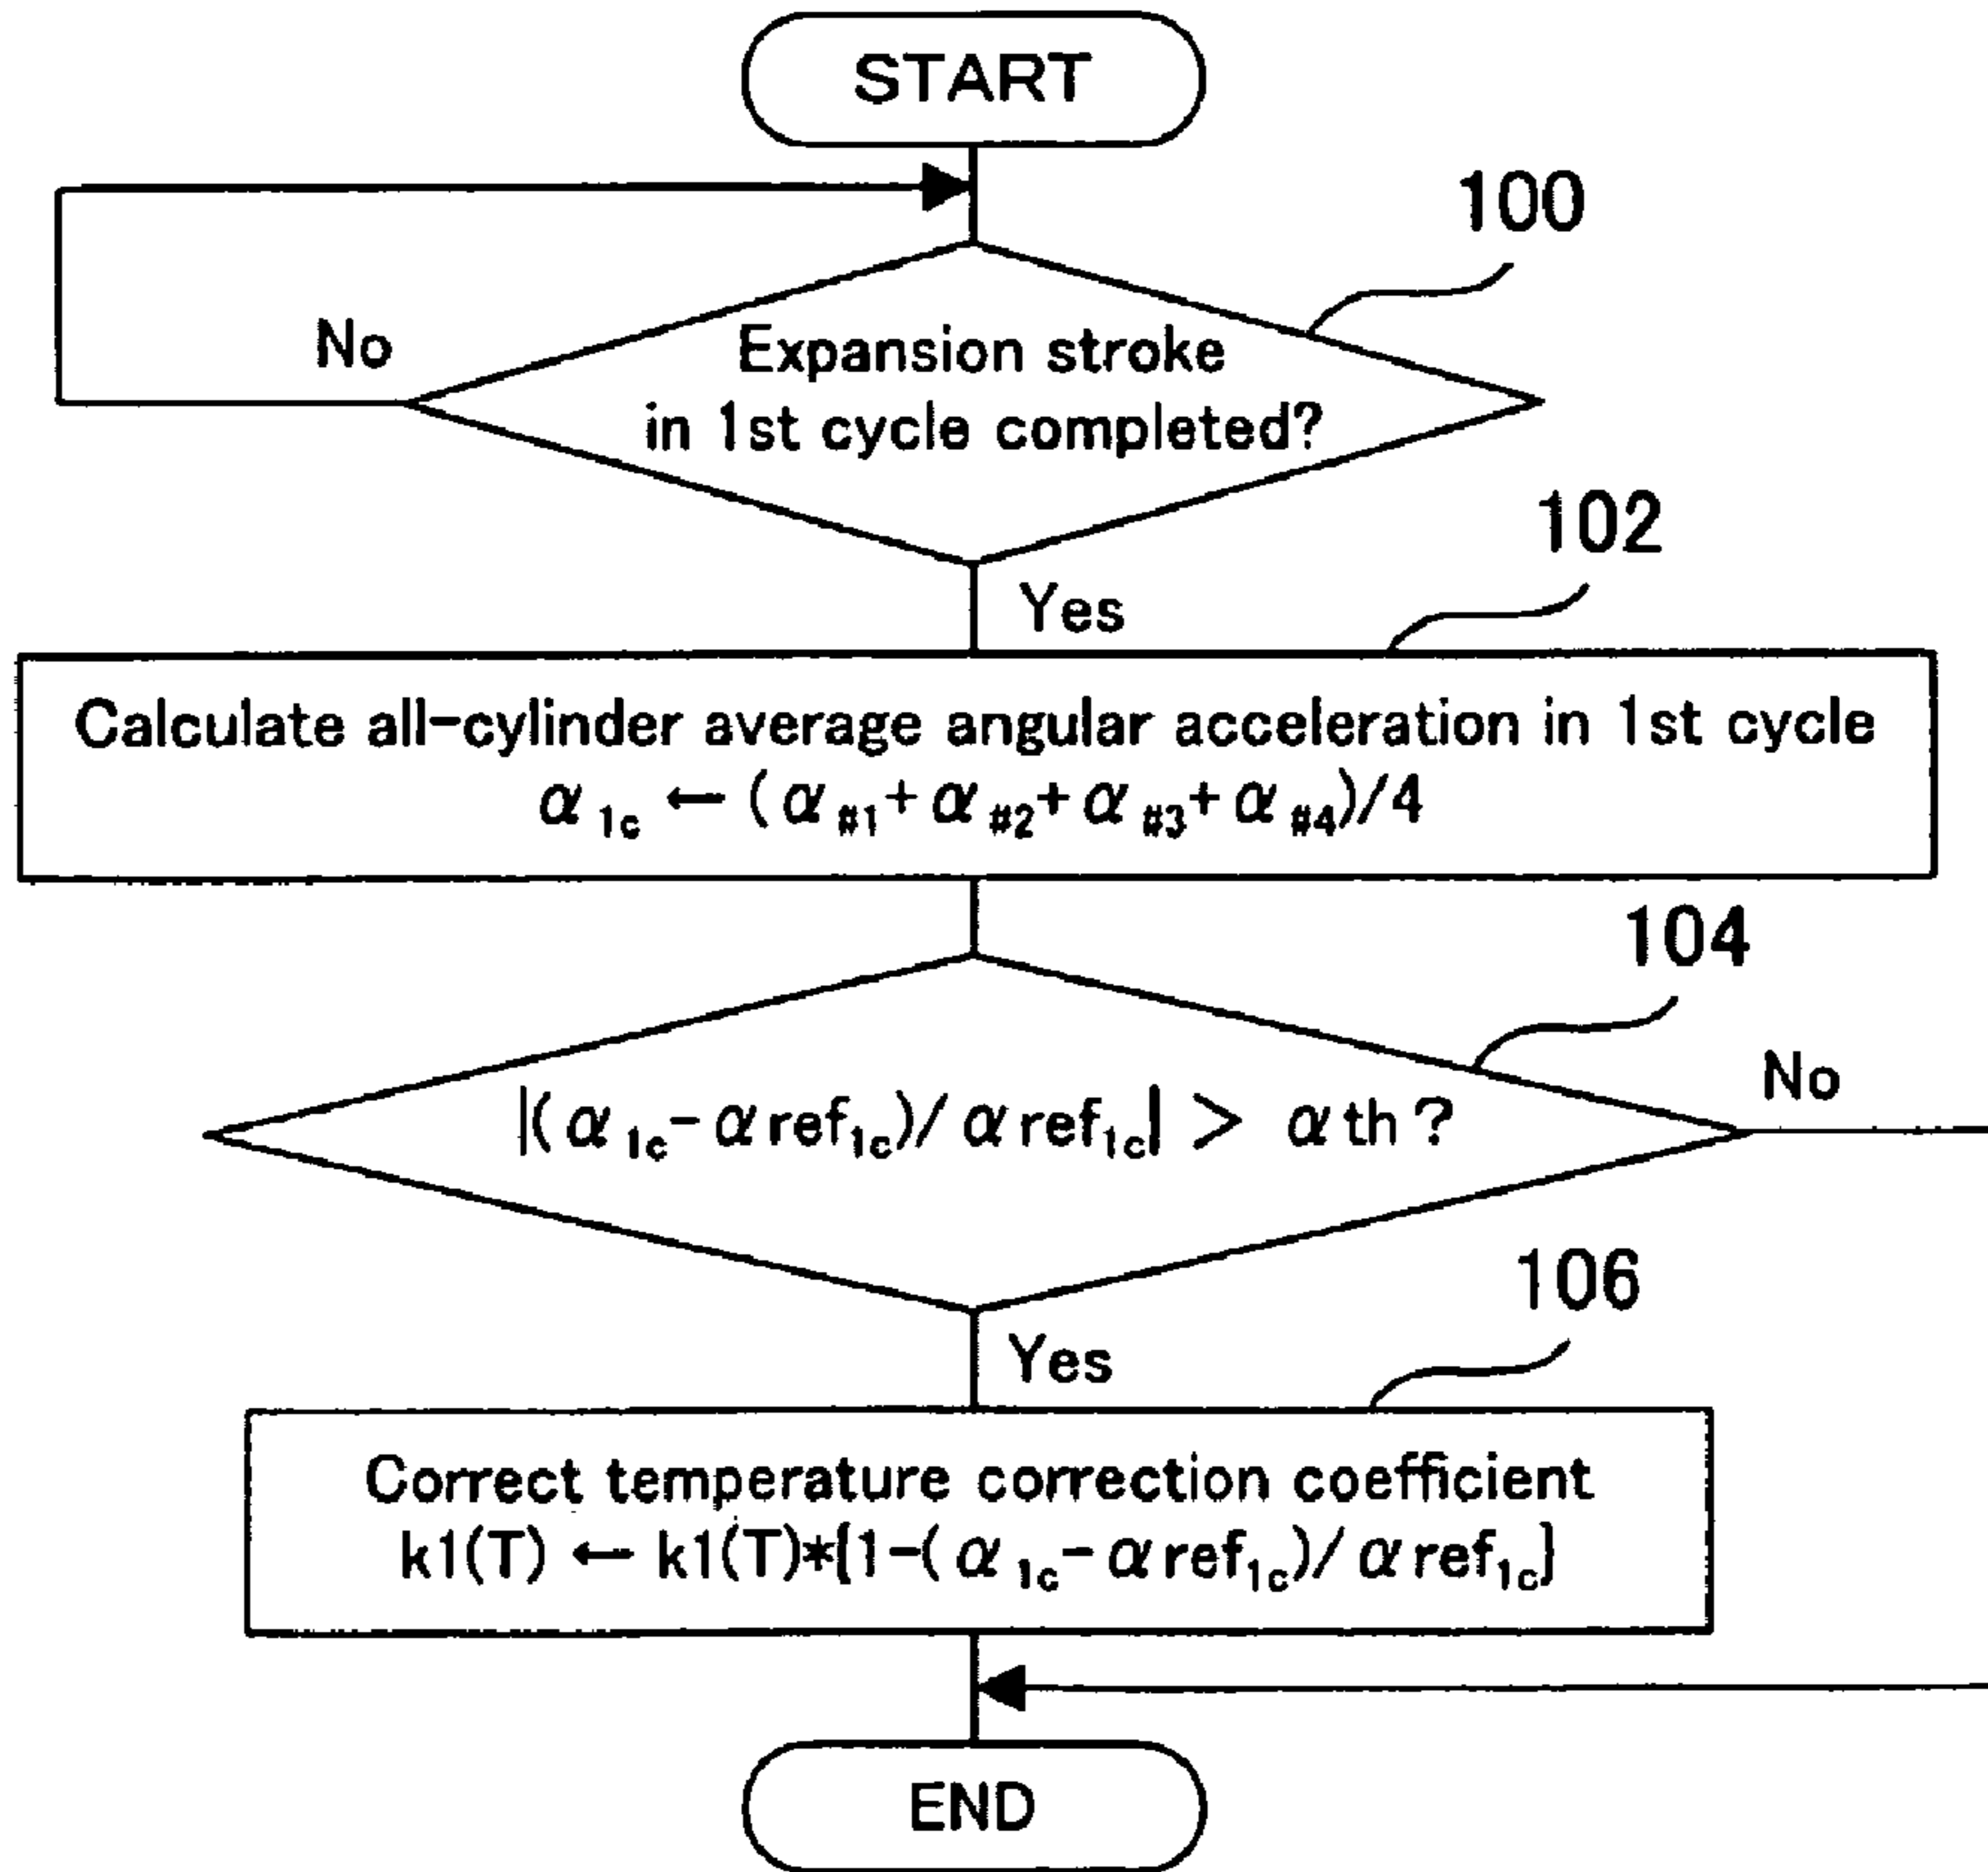 START
100
No
Expansion stroke
in 1st cycle completed?
102
Yes
Calculate all-cylinder average angular acceleration in 1st cycle
α₁c ← (α#1+α#2+α#3+α#4)/4
104
No
|(α₁c-αref₁c)/αref₁c| > αth?
106
Yes
Correct temperature correction coefficient
k1(T) ← k1(T)*{1-(α₁c-αref₁c)/αref₁c}
END